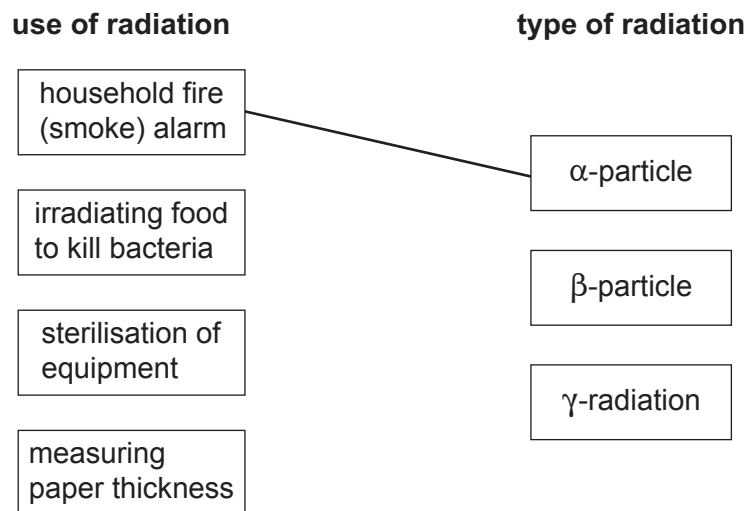 use of radiation
household fire
(smoke) alarm
irradiating food
to kill bacteria
sterilisation of
equipment
measuring
paper thickness
type of radiation
α-particle
β-particle
γ-radiation